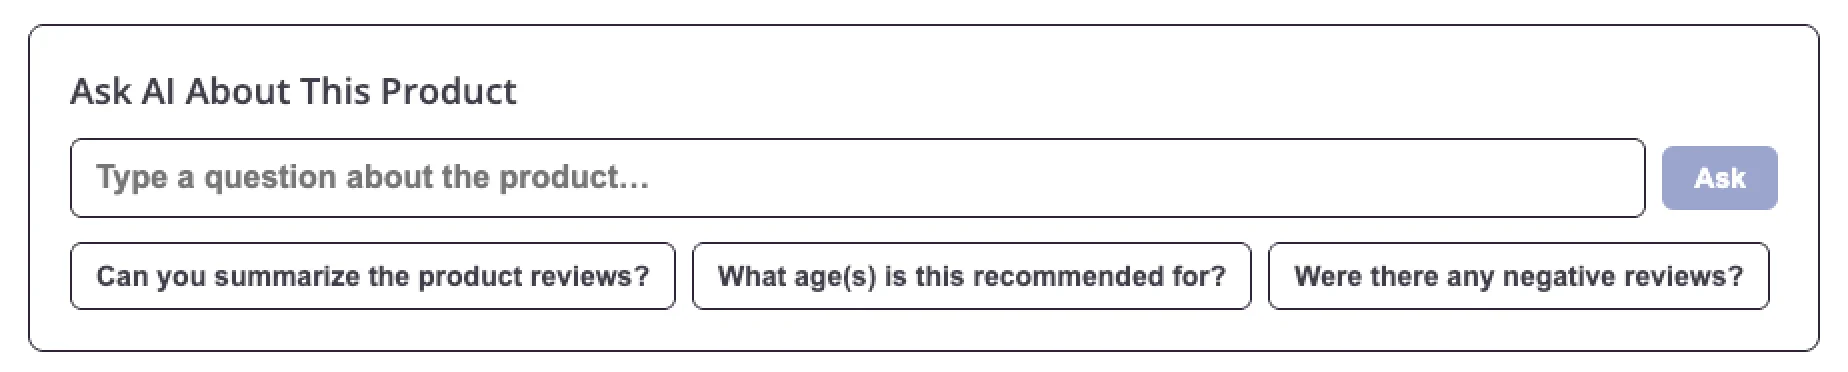 Ask AI About This Product
Type a question about the product...
Ask
Can you summarize the product reviews?
What age(s) is this recommended for?
Were there any negative reviews?